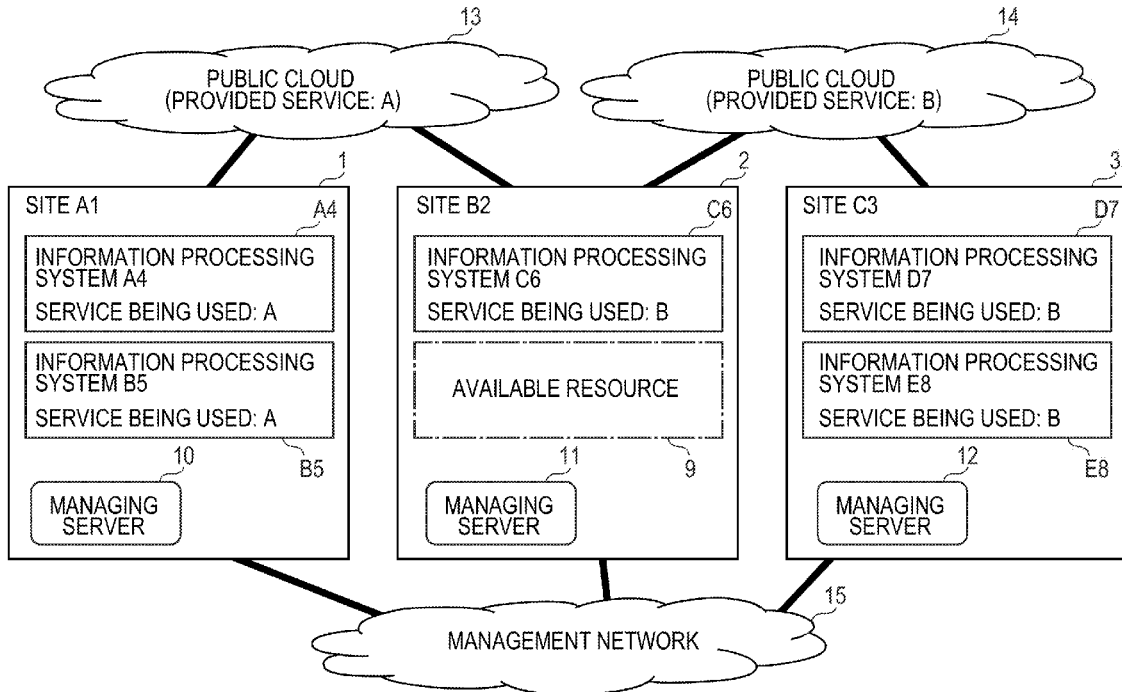 13
14
PUBLIC CLOUD
(PROVIDED SERVICE: A)
PUBLIC CLOUD
(PROVIDED SERVICE: B)
1
2
3
SITE A1
A4
INFORMATION PROCESSING
SYSTEM A4
SERVICE BEING USED: A
INFORMATION PROCESSING
SYSTEM B5
SERVICE BEING USED: A
B5
10
MANAGING
SERVER
SITE B2
C6
INFORMATION PROCESSING
SYSTEM C6
SERVICE BEING USED: B
AVAILABLE RESOURCE
9
11
MANAGING
SERVER
SITE C3
D7
INFORMATION PROCESSING
SYSTEM D7
SERVICE BEING USED: B
INFORMATION PROCESSING
SYSTEM E8
SERVICE BEING USED: B
E8
12
MANAGING
SERVER
15
MANAGEMENT NETWORK